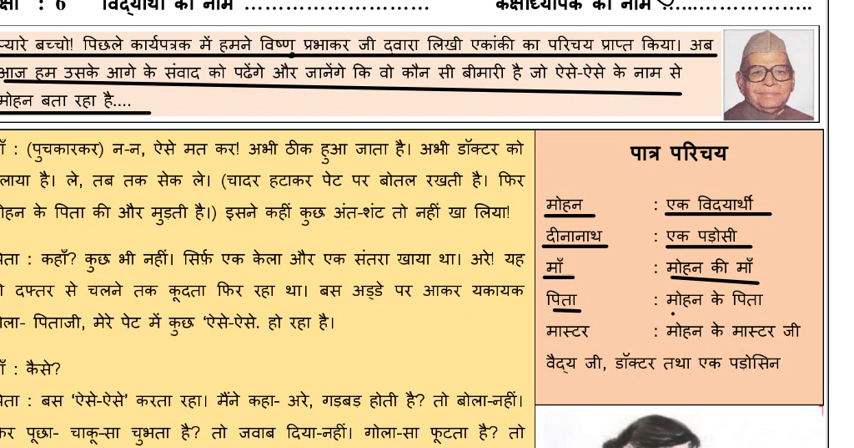 : 6 विद्यार्थी का नाम ................................ कक्षाध्यापक का नाम ......................
प्यारे बच्चो! पिछले कार्यपत्रक में हमने विष्णु प्रभाकर जी दवारा लिखी एकांकी का परिचय प्राप्त किया। अब
आज हम उसके आगे के संवाद को पढेंगे और जानेंगे कि वो कौन सी बीमारी है जो ऐसे-ऐसे के नाम से
मोहन बता रहा है....
: (पुचकारकर) न-न, ऐसे मत कर! अभी ठीक हुआ जाता है। अभी डॉक्टर को
है। ले, तब तक सेक ले। (चादर हटाकर पेट पर बोतल रखती है। फिर
के पिता की और मुड़ती है।) इसने कहीं कुछ अंत-शंट तो नहीं खा लिया!
: कहाँ? कुछ भी नहीं। सिर्फ़ एक केला और एक संतरा खाया था। अरे! यह
दफ्तर से चलने तक कूदता फिर रहा था। बस अड्डे पर आकर यकायक
पिताजी, मेरे पेट में कुछ ‘ऐसे-ऐसे. हो रहा है।
: कैसे?
: बस ‘ऐसे-ऐसे’ करता रहा। मैंने कहा- अरे, गड़बड़ होती है? तो बोला-नहीं।
पूछा- चाकू-सा चुभता है? तो जवाब दिया-नहीं। गोला-सा फूटता है? तो
पात्र परिचय
मोहन : एक विदयार्थी
दीनानाथ : एक पडोसी
माँ : मोहन की माँ
पिता : मोहन के पिता
मास्टर : मोहन के मास्टर जी
वैद्य जी, डॉक्टर तथा एक पडोसिन